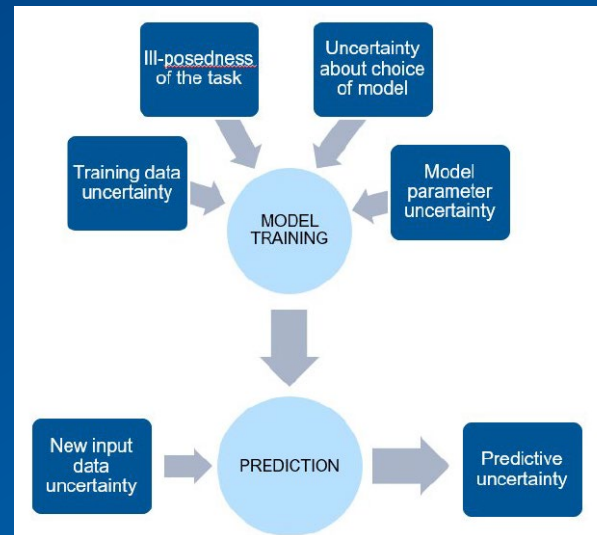 Ill-posedness
of the task
Uncertainty
about choice
of model
Training data
uncertainty
Model
parameter
uncertainty
MODEL
TRAINING
New input
data
uncertainty
PREDICTION
Predictive
uncertainty